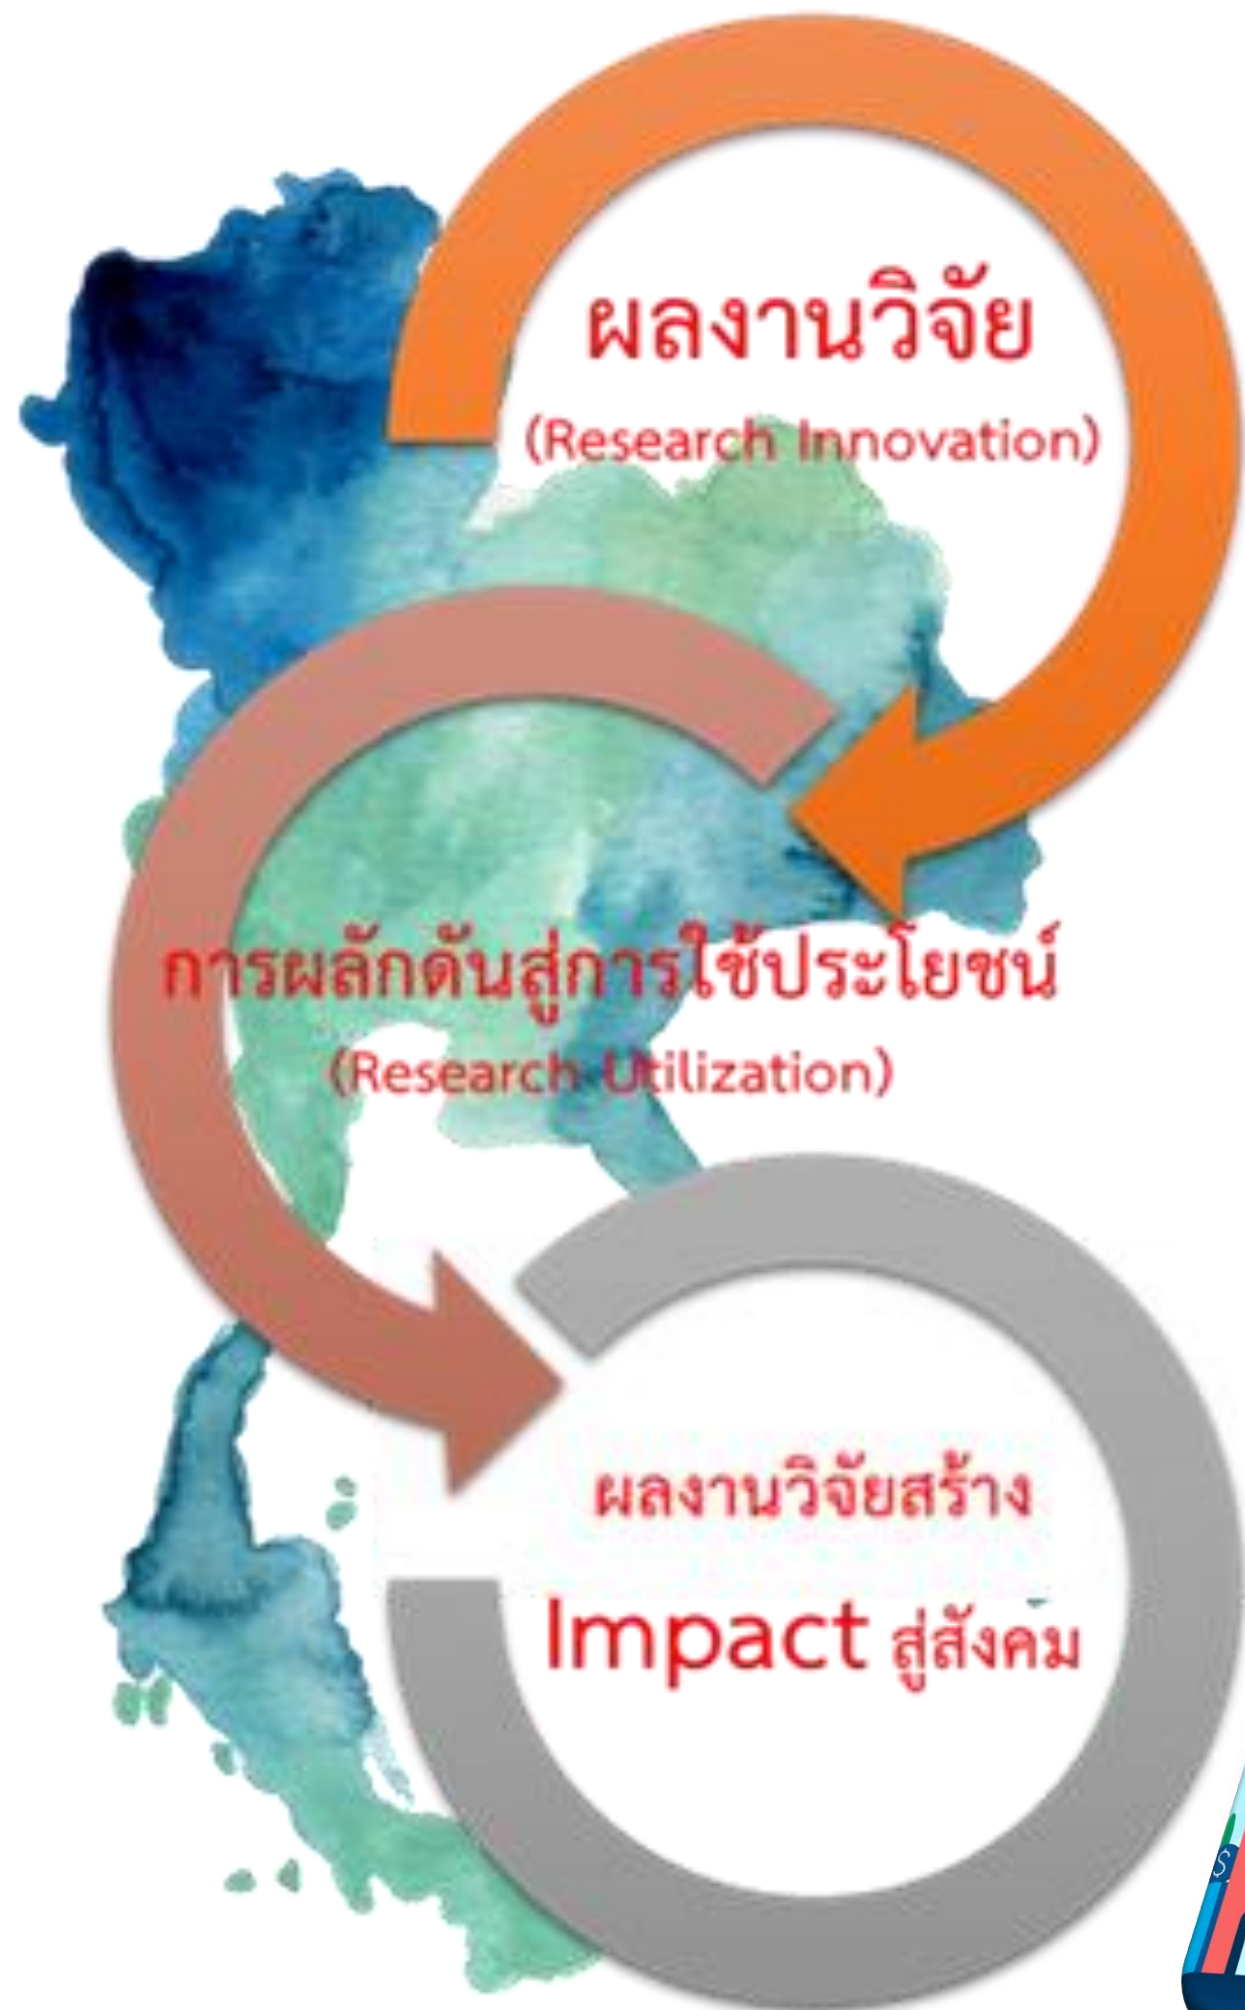 ผลงานวิจัย
(Research Innovation)
การผลักดันสู่การใช้ประโยชน์
(Research Utilization)
ผลงานวิจัยสร้าง
Impact สู่สังคม